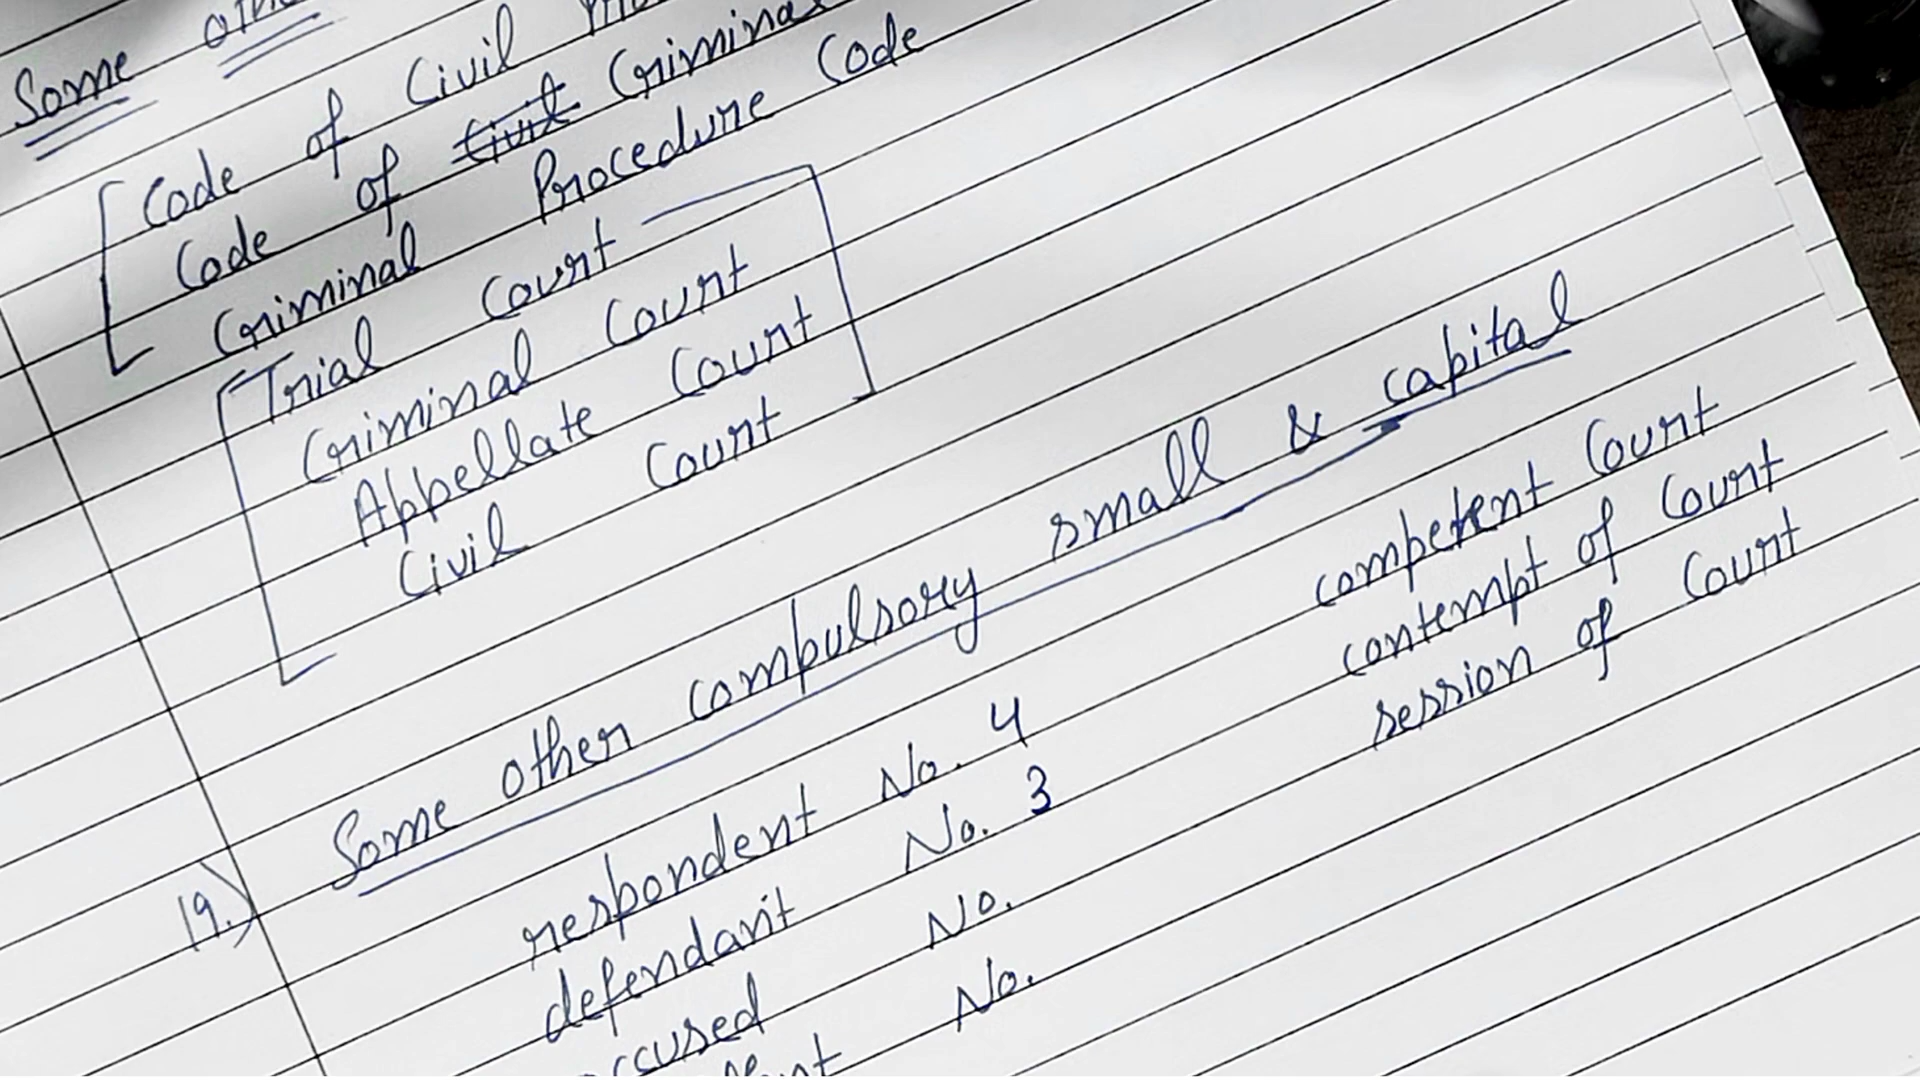 Some
Code of Civil
Code of Civil Criminal
Criminal Procedure Code
Trial Court
Criminal Court
Appellate Court
Civil Court
19.) Some other compulsory small & capital
respondent No. 4
defendant No. 3
No.
No.
competent Court
contempt of Court
session of Court